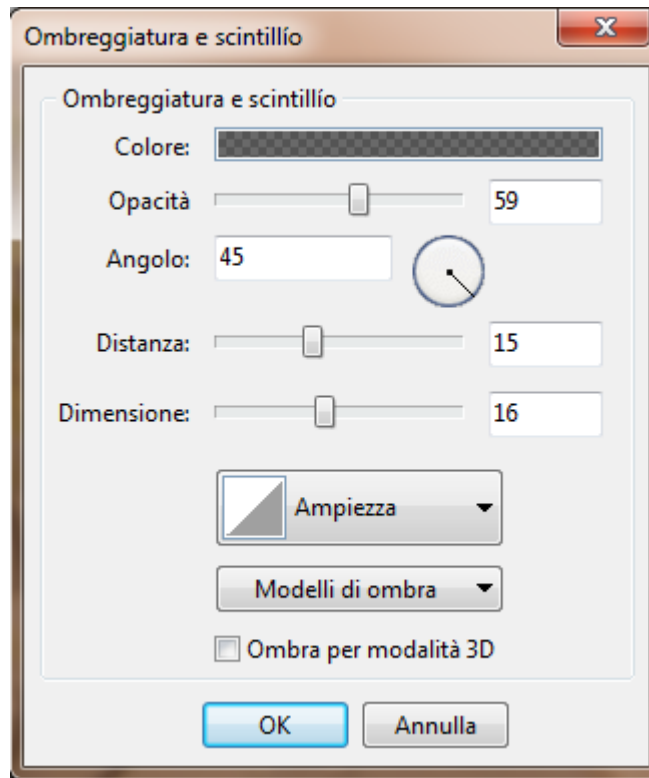 Ombreggiatura e scintillío
Ombreggiatura e scintillío
Colore:
Opacità 59
Angolo: 45
Distanza: 15
Dimensione: 16
Ampiezza
Modelli di ombra
Ombra per modalità 3D
OK Annulla